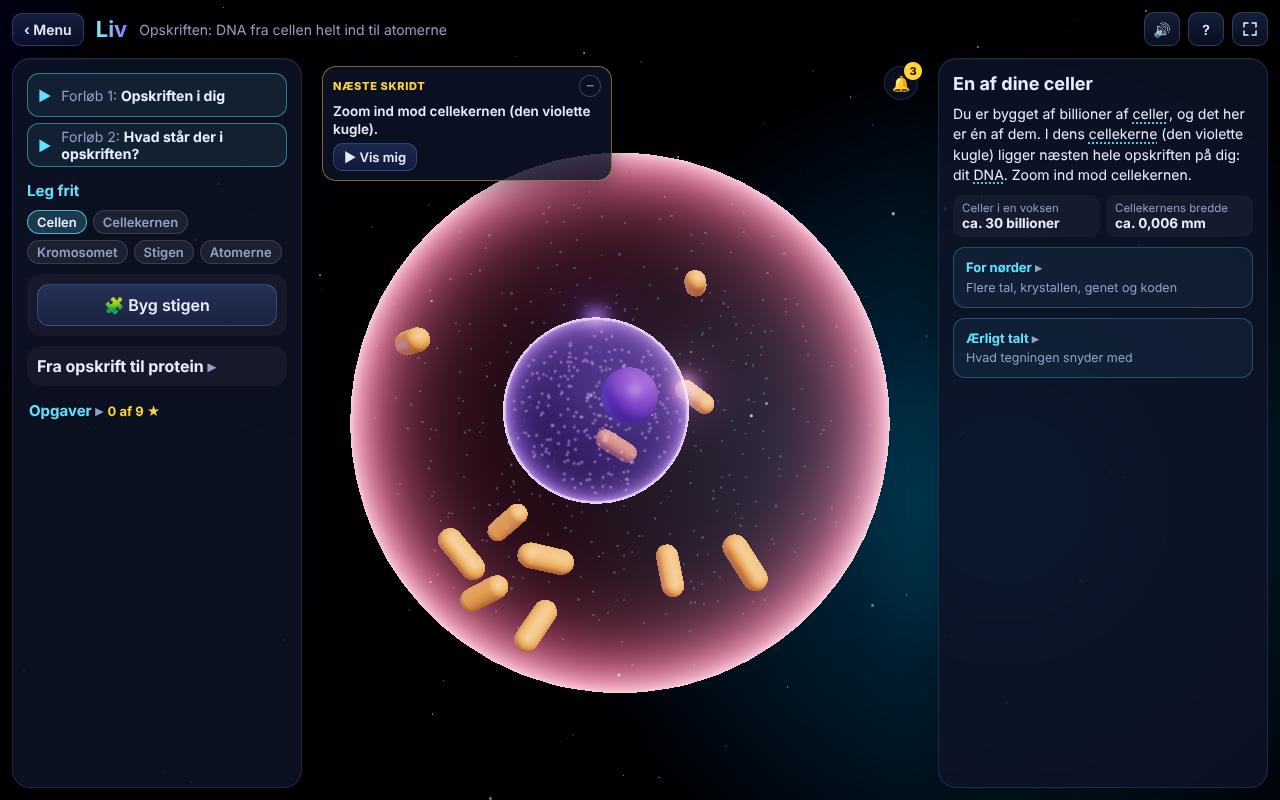 ‹ Menu
Liv
Opskriften: DNA fra cellen helt ind til atomerne
?
Forløb 1: Opskriften i dig
Forløb 2: Hvad står der i
opskriften?
Leg frit
Cellen
Cellekernen
Kromosomet
Stigen
Atomerne
Byg stigen
Fra opskrift til protein ▸
Opgaver ▸ 0 af 9 ★
NÆSTE SKRIDT
Zoom ind mod cellekernen (den violette
kugle).
▶ Vis mig
3
En af dine celler
Du er bygget af billioner af celler, og det her
er én af dem. I dens cellekerne (den violette
kugle) ligger næsten hele opskriften på dig:
dit DNA. Zoom ind mod cellekernen.
Celler i en voksen
ca. 30 billioner
Cellekernens bredde
ca. 0,006 mm
For nørder ▸
Flere tal, krystallen, genet og koden
Ærligt talt ▸
Hvad tegningen snyder med